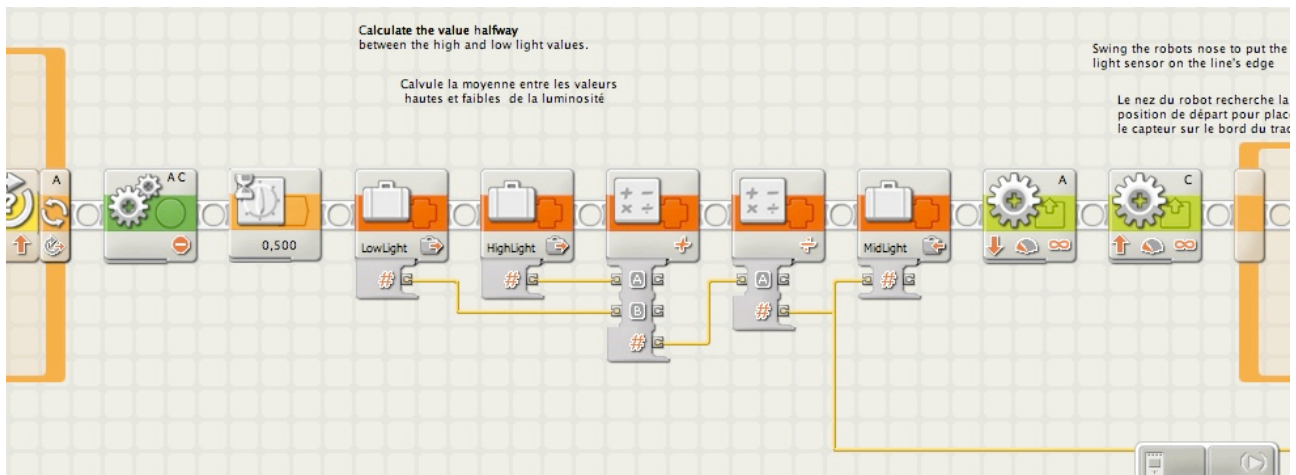 Calculate the value halfway
between the high and low light values.
Calvule la moyenne entre les valeurs
hautes et faibles de la luminosité
Swing the robots nose to put the
light sensor on the line's edge
Le nez du robot recherche la
position de départ pour plac
le capteur sur le bord du trac
A
A C
A
C
0,500
LowLight
HighLight
MidLight
#
#
A
A
#
B
#
#